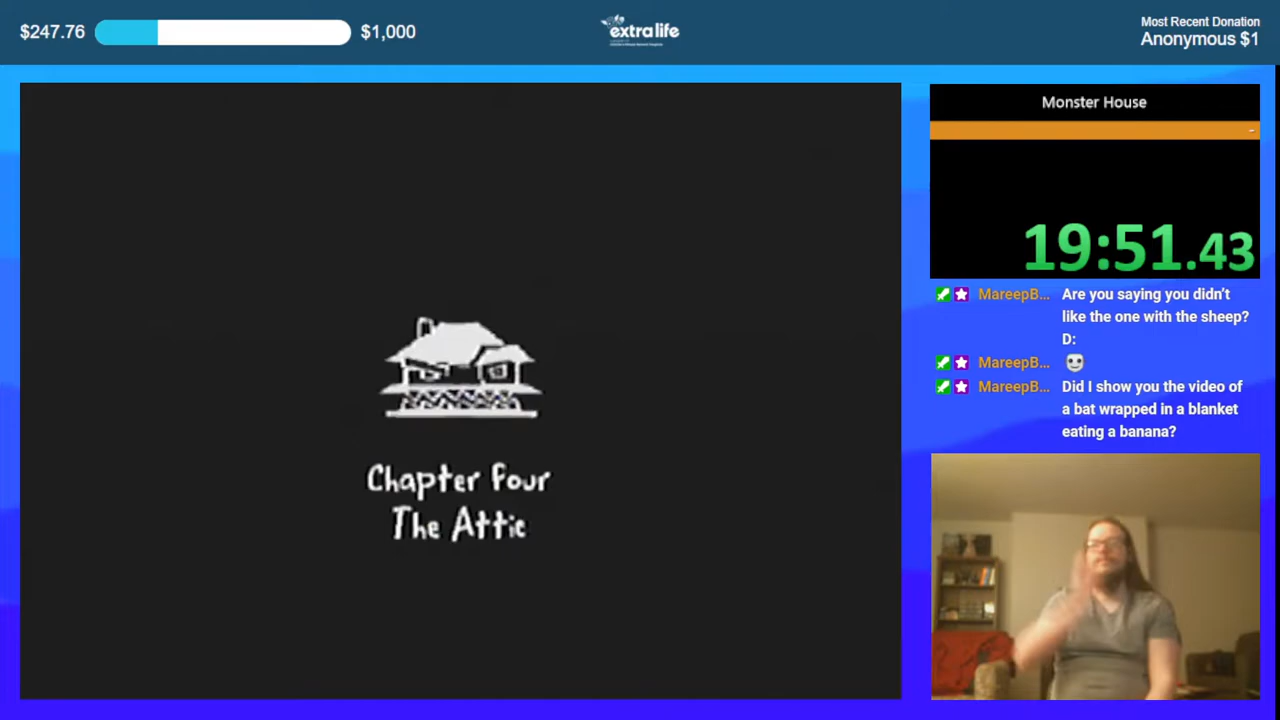 $247.76
$1,000
extralife
Most Recent Donation
Anonymous $1
Monster House
-
19:51.43
MareepB... Are you saying you didn't
like the one with the sheep?
D:
MareepB...
MareepB... Did I show you the video of
a bat wrapped in a blanket
eating a banana?
Chapter Four
The Attic